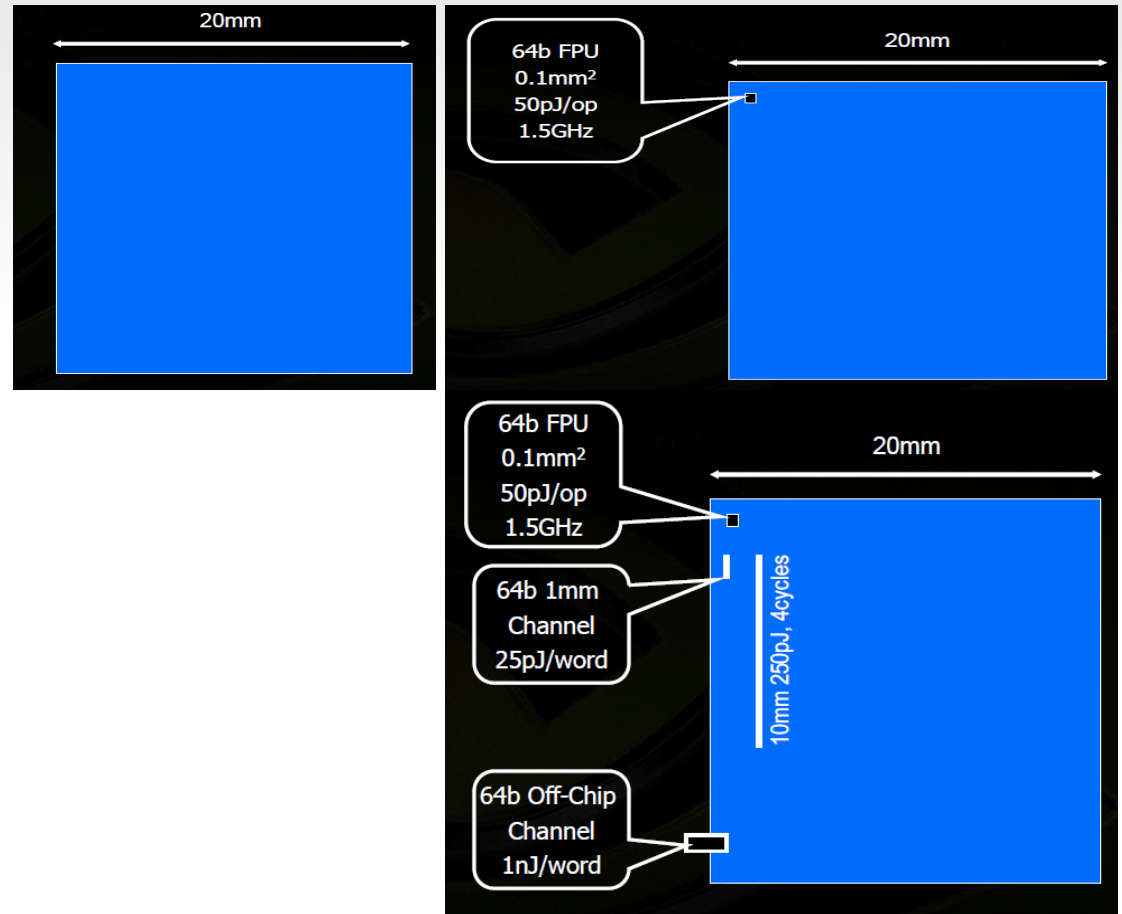 20mm
64b FPU
0.1mm²
50pJ/op
1.5GHz
20mm
64b FPU
0.1mm²
50pJ/op
1.5GHz
20mm
64b 1mm
Channel
25pJ/word
10mm 250pJ, 4cycles
64b Off-Chip
Channel
1nJ/word